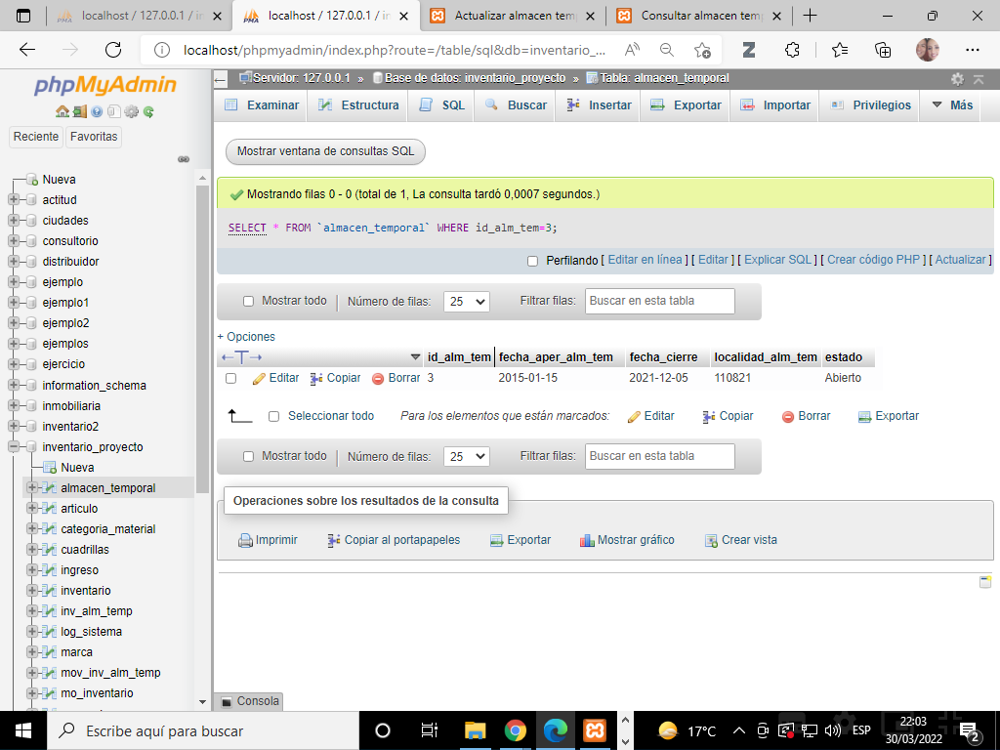 localhost / 127.0.0.1 / in
localhost / 127.0.0.1 / in
Actualizar almacen tem
Consultar almacen temp
localhost/phpmyadmin/index.php?route=/table/sql&db=inventario_...
phpMyAdmin
Reciente Favoritas
Nueva
actitud
ciudades
consultorio
distribuidor
ejemplo
ejemplo1
ejemplo2
ejemplos
ejercicio
information_schema
inmobiliaria
inventario2
inventario_proyecto
Nueva
almacen_temporal
articulo
categoria_material
cuadrillas
ingreso
inventario
inv_alm_temp
log_sistema
marca
mov_inv_alm_temp
mo_inventario
Servidor: 127.0.0.1 » Base de datos: inventario_proyecto » Tabla: almacen_temporal
Examinar Estructura SQL Buscar Insertar Exportar Importar Privilegios Más
Mostrar ventana de consultas SQL
Mostrando filas 0 - 0 (total de 1, La consulta tardó 0,0007 segundos.)
SELECT * FROM `almacen_temporal` WHERE id_alm_tem=3;
Perfilando [ Editar en línea ] [ Editar ] [ Explicar SQL ] [ Crear código PHP ] [ Actualizar ]
Mostrar todo Número de filas: 25 Filtrar filas: Buscar en esta tabla
+ Opciones
←T→ id_alm_tem fecha_aper_alm_tem fecha_cierre localidad_alm_tem estado
Editar Copiar Borrar 3 2015-01-15 2021-12-05 110821 Abierto
Seleccionar todo Para los elementos que están marcados: Editar Copiar Borrar Exportar
Mostrar todo Número de filas: 25 Filtrar filas: Buscar en esta tabla
Operaciones sobre los resultados de la consulta
Imprimir Copiar al portapapeles Exportar Mostrar gráfico Crear vista
Consola
Escribe aquí para buscar
17°C
ESP
22:03
30/03/2022
2